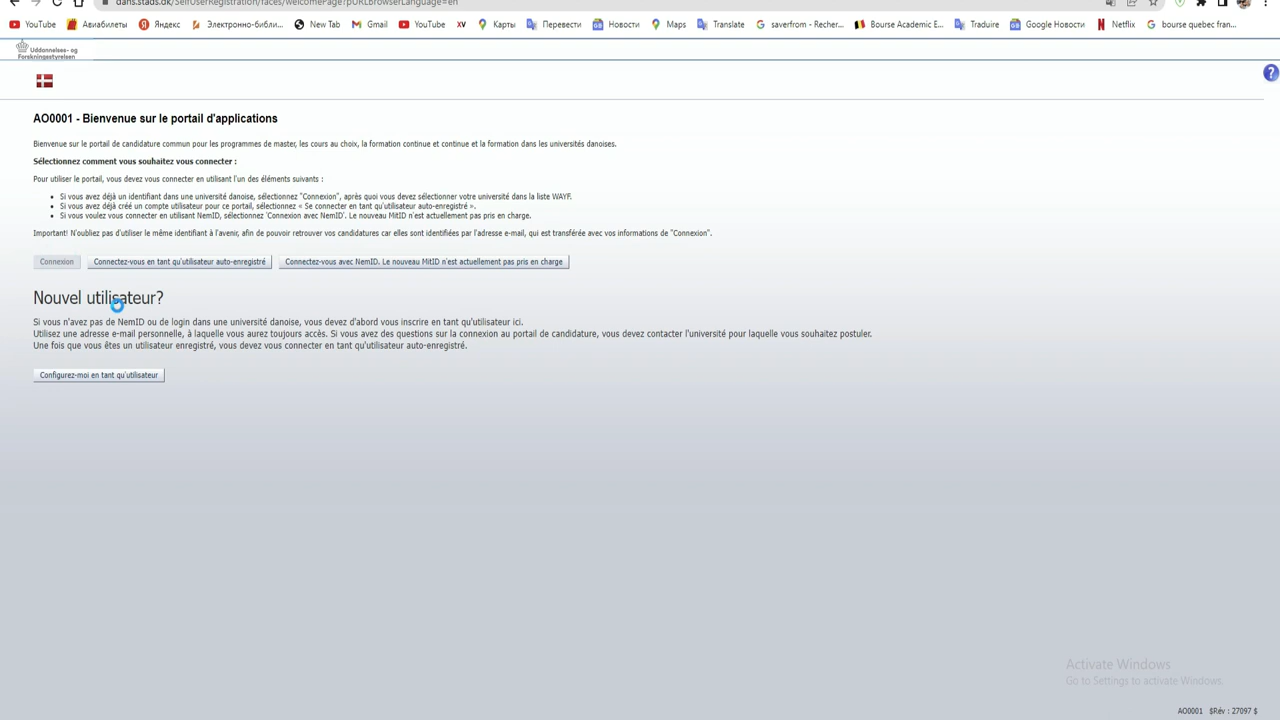 dans.stads.dk/SelfUserRegistration/faces/welcomePage?pURLBrowserLanguage=en
YouTube Авиабилеты Яндекс Электронно-библи... New Tab Gmail YouTube XV Карты Перевести Новости Maps Translate saverfrom - Recher... Bourse Academic E... Traduire Google Новости Netflix bourse quebec fran...
Uddannelses- og
Forskningsstyrelsen
?
AO0001 - Bienvenue sur le portail d'applications
Bienvenue sur le portail de candidature commun pour les programmes de master, les cours au choix, la formation continue et continue et la formation dans les universités danoises.
Sélectionnez comment vous souhaitez vous connecter :
Pour utiliser le portail, vous devez vous connecter en utilisant l'un des éléments suivants :
• Si vous avez déjà un identifiant dans une université danoise, sélectionnez "Connexion", après quoi vous devez sélectionner votre université dans la liste WAYF.
• Si vous avez déjà créé un compte utilisateur pour ce portail, sélectionnez « Se connecter en tant qu'utilisateur auto-enregistré ».
• Si vous voulez vous connecter en utilisant NemID, sélectionnez 'Connexion avec NemID'. Le nouveau MitID n'est actuellement pas pris en charge.
Important! N'oubliez pas d'utiliser le même identifiant à l'avenir, afin de pouvoir retrouver vos candidatures car elles sont identifiées par l'adresse e-mail, qui est transférée avec vos informations de "Connexion".
Connexion Connectez-vous en tant qu'utilisateur auto-enregistré Connectez-vous avec NemID. Le nouveau MitID n'est actuellement pas pris en charge
Nouvel utilisateur?
Si vous n'avez pas de NemID ou de login dans une université danoise, vous devez d'abord vous inscrire en tant qu'utilisateur ici.
Utilisez une adresse e-mail personnelle, à laquelle vous aurez toujours accès. Si vous avez des questions sur la connexion au portail de candidature, vous devez contacter l'université pour laquelle vous souhaitez postuler.
Une fois que vous êtes un utilisateur enregistré, vous devez vous connecter en tant qu'utilisateur auto-enregistré.
Configurez-moi en tant qu'utilisateur
Activate Windows
Go to Settings to activate Windows.
AO0001 $Rév : 27097 $